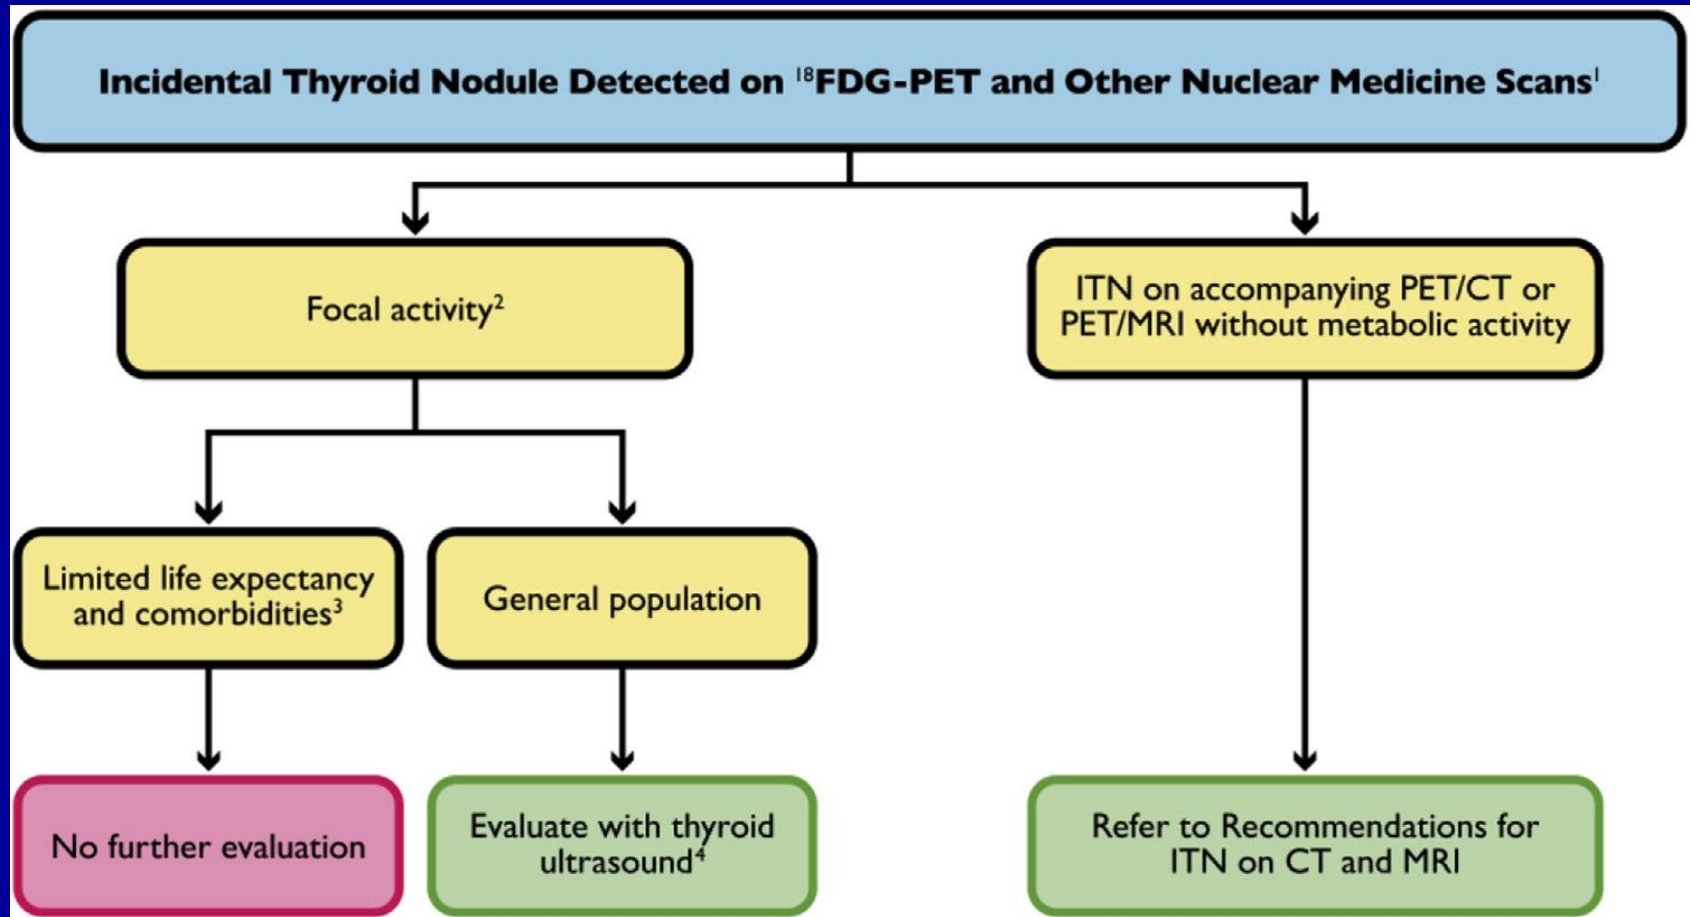 Incidental Thyroid Nodule Detected on ¹⁸FDG-PET and Other Nuclear Medicine Scans¹
Focal activity²
ITN on accompanying PET/CT or
PET/MRI without metabolic activity
Limited life expectancy
and comorbidities³
General population
No further evaluation
Evaluate with thyroid
ultrasound⁴
Refer to Recommendations for
ITN on CT and MRI